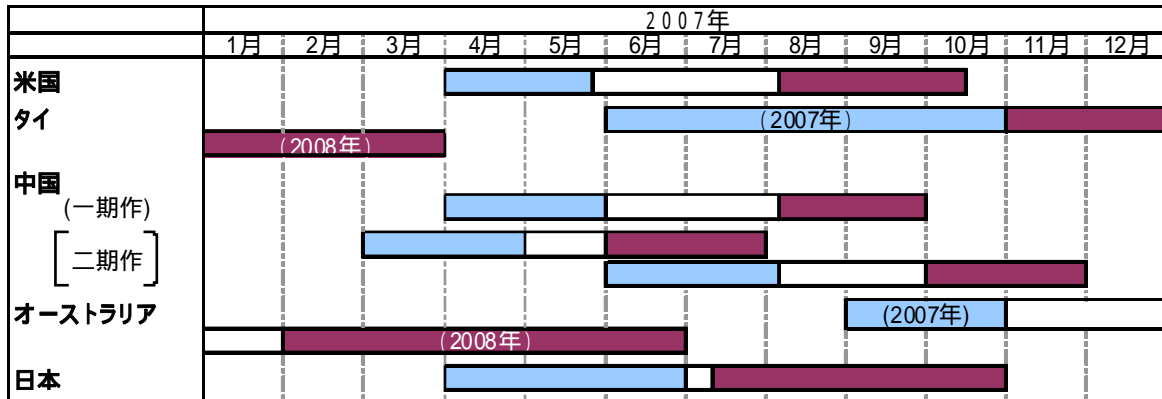 2007年
1月 2月 3月 4月 5月 6月 7月 8月 9月 10月 11月 12月
米国
タイ (2007年)
(2008年)
中国
(一期作)
二期作
オーストラリア (2007年)
(2008年)
日本